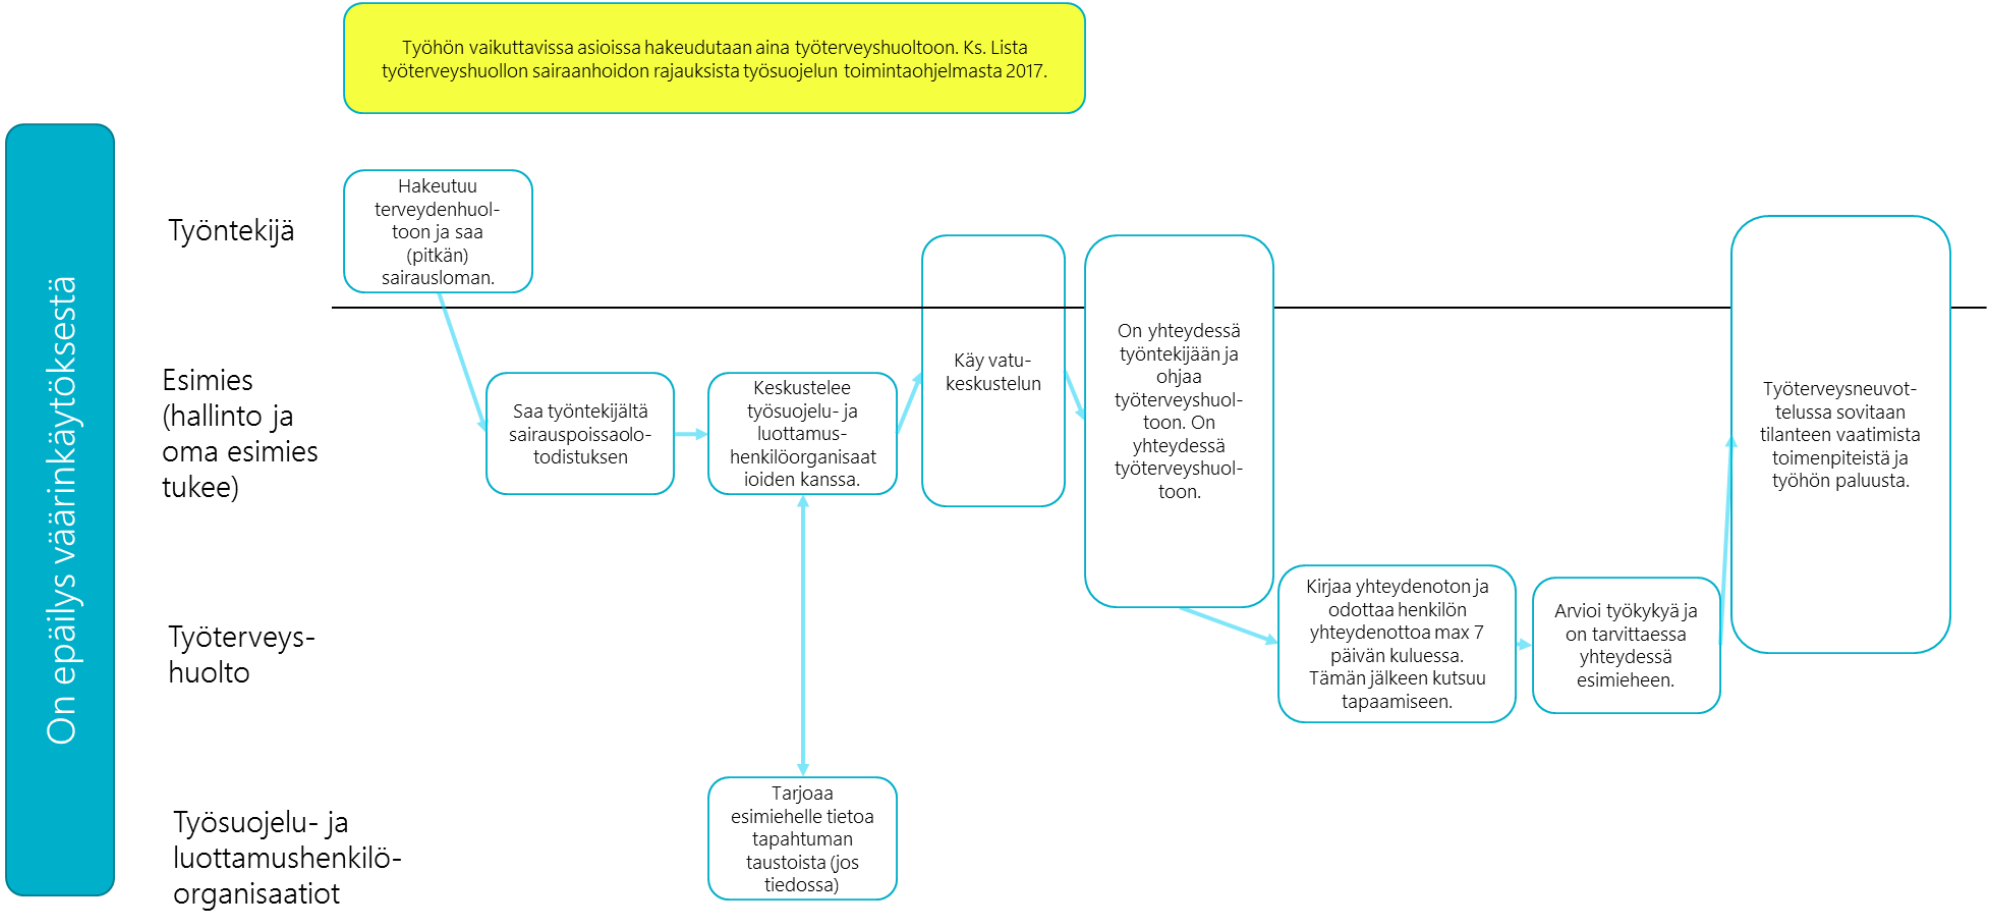 Työhön vaikuttavissa asioissa hakeudutaan aina työterveyshuoltoon. Ks. Lista
työterveyshuollon sairaanhoidon rajauksista työsuojelun toimintaohjelmasta 2017.
On epäilys väärinkäytöksestä
Työntekijä
Hakeutuu
terveydenhuol-
toon ja saa
(pitkän)
sairausloman.
Esimies
(hallinto ja
oma esimies
tukee)
Saa työntekijältä
sairauspoissaolo-
todistuksen
Keskustelee
työsuojelu- ja
luottamus-
henkilöorganisaat
ioiden kanssa.
Käy vatu-
keskustelun
On yhteydessä
työntekijään ja
ohjaa
työterveyshuol-
toon. On
yhteydessä
työterveyshuol-
toon.
Työterveysneuvot-
telussa sovitaan
tilanteen vaatimista
toimenpiteistä ja
työhön paluusta.
Työterveys-
huolto
Kirjaa yhteydenoton ja
odottaa henkilön
yhteydenottoa max 7
päivän kuluessa.
Tämän jälkeen kutsuu
tapaamiseen.
Arvioi työkykyä ja
on tarvittaessa
yhteydessä
esimieheen.
Työsuojelu- ja
luottamushenkilö-
organisaatiot
Tarjoaa
esimiehelle tietoa
tapahtuman
taustoista (jos
tiedossa)